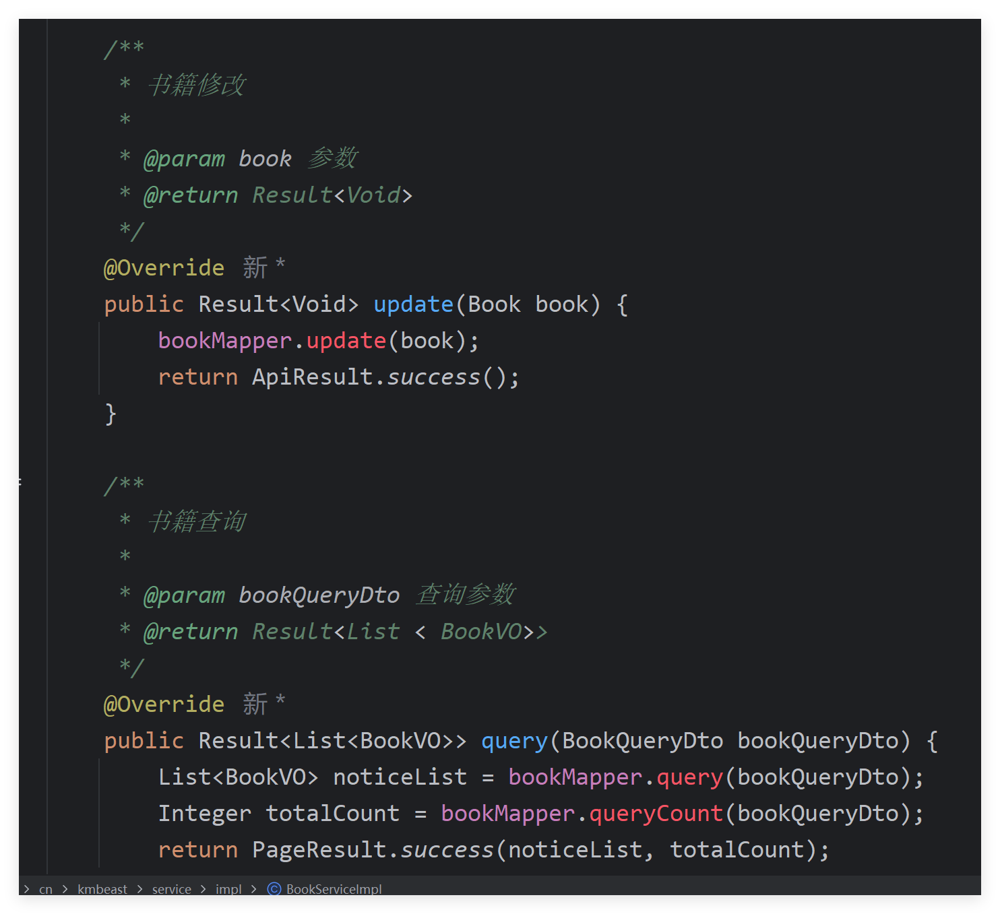 /**
* 书籍修改
*
* @param book 参数
* @return Result<Void>
*/
@Override 新 *
public Result<Void> update(Book book) {
bookMapper.update(book);
return ApiResult.success();
}
/**
* 书籍查询
*
* @param bookQueryDto 查询参数
* @return Result<List < BookVO>>
*/
@Override 新 *
public Result<List<BookVO>> query(BookQueryDto bookQueryDto) {
List<BookVO> noticeList = bookMapper.query(bookQueryDto);
Integer totalCount = bookMapper.queryCount(bookQueryDto);
return PageResult.success(noticeList, totalCount);
> cn > kmbeast > service > impl > © BookServiceImpl